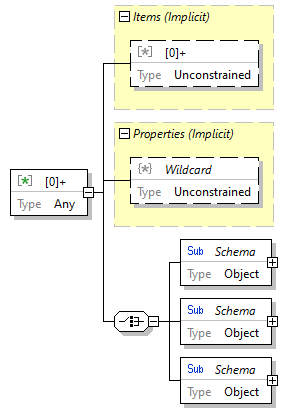 Items (Implicit)
[*] [0]+
Type Unconstrained
Properties (Implicit)
{*} Wildcard
Type Unconstrained
[*] [0]+
Type Any
Sub Schema
Type Object
Sub Schema
Type Object
Sub Schema
Type Object